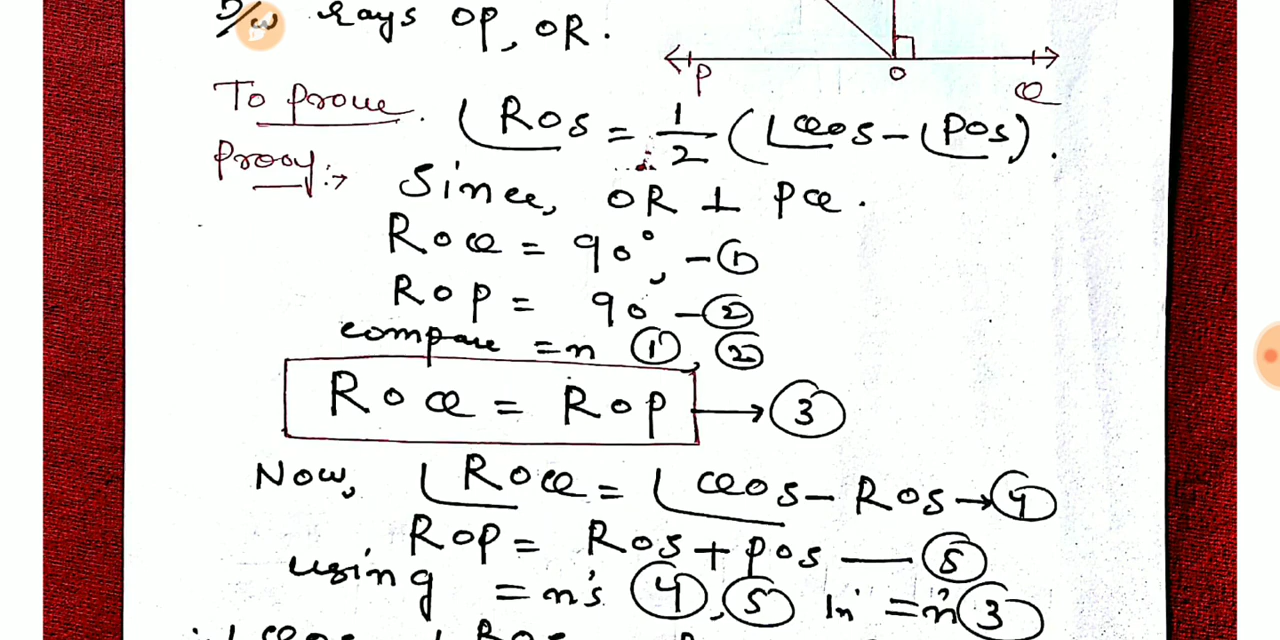 b/w rays OP, OR.
P O Q
To prove. ∠ROS = 1/2 (∠QOS - ∠POS).
Proof:→ Since, OR ⊥ PQ.
ROQ = 90°, -①
ROP = 90 -②
compare =n ①, ②
ROQ = ROP → ③
Now, ∠ROQ = ∠QOS - ROS → ④
ROP = ROS + POS — ⑤
using =n's ④, ⑤ in =n ③